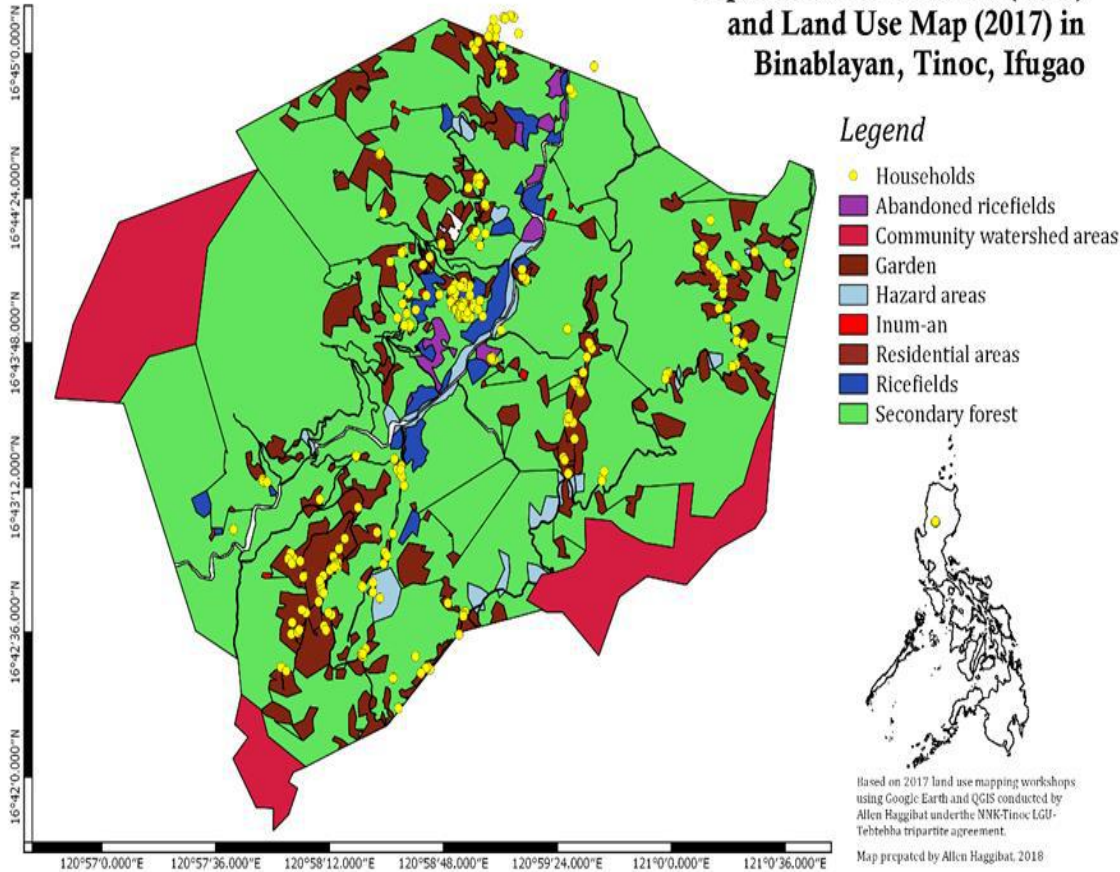 and Land Use Map (2017) in
Binablayan, Tinoc, Ifugao
Legend
Households
Abandoned ricefields
Community watershed areas
Garden
Hazard areas
Inum-an
Residential areas
Ricefields
Secondary forest
16°45'0.000"N
16°44'24.000"N
16°43'48.000"N
16°43'12.000"N
16°42'36.000"N
16°42'0.000"N
120°57'0.000"E
120°57'36.000"E
120°58'12.000"E
120°58'48.000"E
120°59'24.000"E
121°0'0.000"E
121°0'36.000"E
Based on 2017 land use mapping workshops
using Google Earth and QGIS conducted by
Allen Haggibat underthe NNK-Tinoc LGU-
Tebtebba tripartite agreement.
Map prepated by Allen Haggibat, 2018